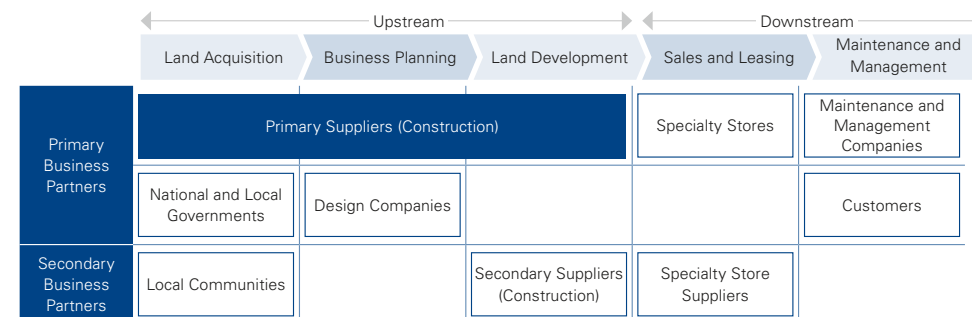 Upstream
Downstream
Land Acquisition
Business Planning
Land Development
Sales and Leasing
Maintenance and
Management
Primary
Business
Partners
Primary Suppliers (Construction)
Specialty Stores
Maintenance and
Management
Companies
National and Local
Governments
Design Companies
Customers
Secondary
Business
Partners
Local Communities
Secondary Suppliers
(Construction)
Specialty Store
Suppliers